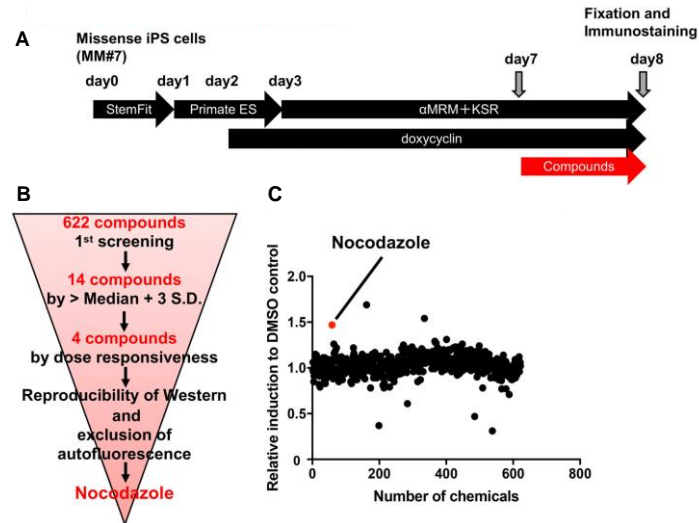 Fixation and
Immunostaining
A
Missense iPS cells
(MM#7)
day0 day1 day2 day3 day7 day8
StemFit Primate ES αMRM+KSR
doxycyclin
Compounds
B
622 compounds
1st screening
14 compounds
by > Median + 3 S.D.
4 compounds
by dose responsiveness
Reproducibility of Western
and
exclusion of
autofluorescence
Nocodazole
C
Nocodazole
Relative induction to DMSO control
2.0
1.5
1.0
0.5
0
0 200 400 600 800
Number of chemicals